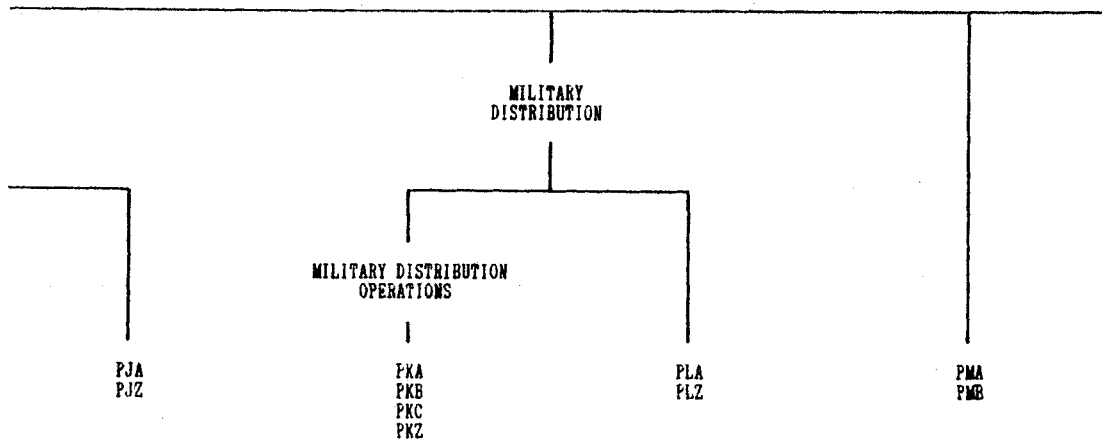 MILITARY
DISTRIBUTION
MILITARY DISTRIBUTION
OPERATIONS
PJA
PJZ
PKA
PKB
PKC
PKZ
PLA
PLZ
PMA
PMB